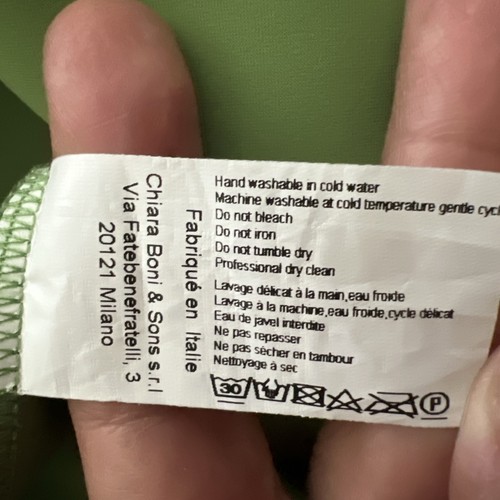 Hand washable in cold water
Machine washable at cold temperature gentle cycl
Do not bleach
Do not iron
Do not tumble dry
Professional dry clean
Lavage délicat à la main,eau froide
Lavage à la machine,eau froide,cycle délicat
Eau de javel interdite
Ne pas repasser
Ne pas sécher en tambour
Nettoyage à sec
30
P
Fabriqué en Italie
Chiara Boni & Sons s.r.l
Via Fatebenefratelli, 3
20121 Milano